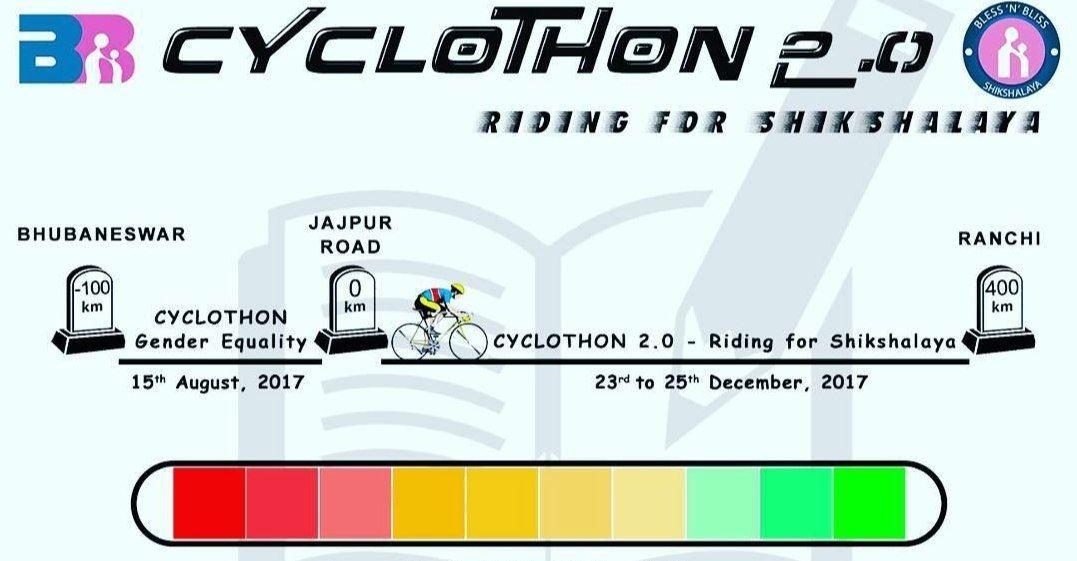 BB CYCLOTHON 2.0
BLESS 'N' BLISS
SHIKSHALAYA
RIDING FOR SHIKSHALAYA
BHUBANESWAR
JAJPUR
ROAD
RANCHI
-100
km
0
km
400
km
CYCLOTHON
Gender Equality
CYCLOTHON 2.0 - Riding for Shikshalaya
15th August, 2017
23rd to 25th December, 2017